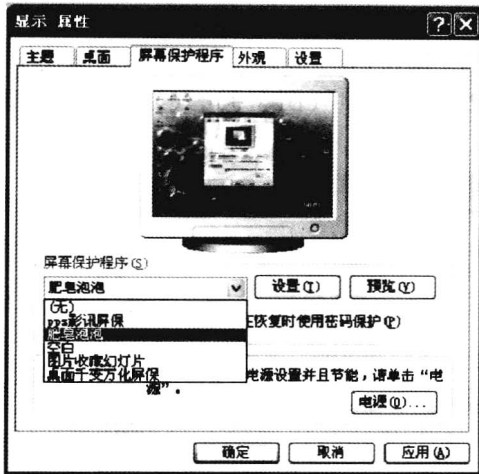 显示 属性
主题 桌面 屏幕保护程序 外观 设置
屏幕保护程序(S)
肥皂泡泡 设置(T) 预览(V)
(无)
pps影讯屏保
在恢复时使用密码保护(P)
肥皂泡泡
空白
图片收藏幻灯片
桌面千变万化屏保
电源设置并且节能，请单击“电
源”。
电源(O)...
确定 取消 应用(A)